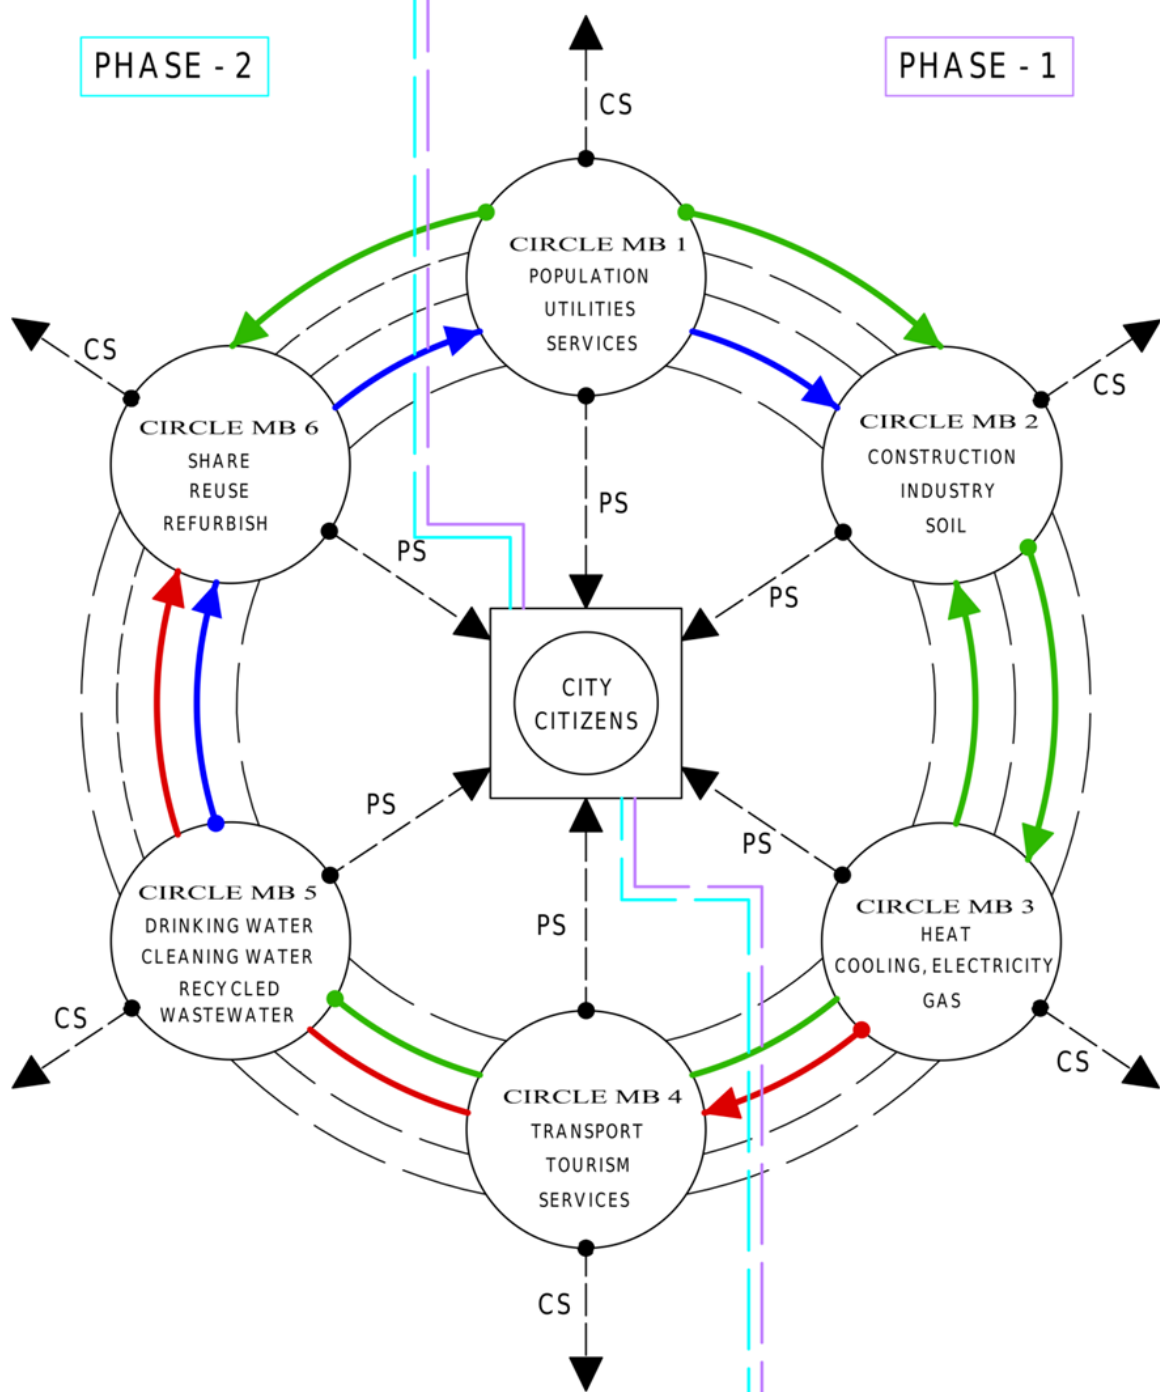 PHASE - 2
PHASE - 1
CS
CIRCLE MB 1
POPULATION
UTILITIES
SERVICES
CS
CIRCLE MB 6
SHARE
REUSE
REFURBISH
CS
CIRCLE MB 2
CONSTRUCTION
INDUSTRY
SOIL
PS
PS
PS
CITY
CITIZENS
PS
PS
PS
CIRCLE MB 5
DRINKING WATER
CLEANING WATER
RECYCLED
WASTEWATER
CIRCLE MB 3
HEAT
COOLING, ELECTRICITY
GAS
CS
CS
CIRCLE MB 4
TRANSPORT
TOURISM
SERVICES
CS